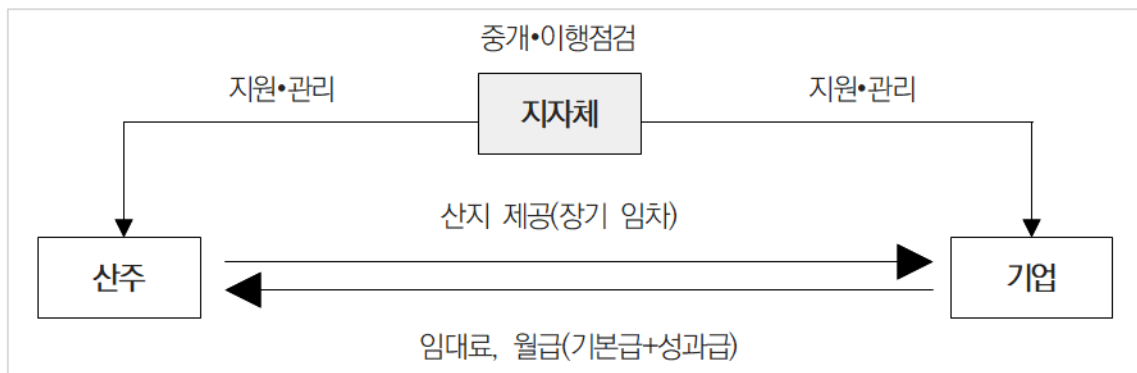 중개•이행점검
지원•관리
지자체
지원•관리
산지 제공(장기 임차)
산주
기업
임대료, 월급(기본급+성과급)